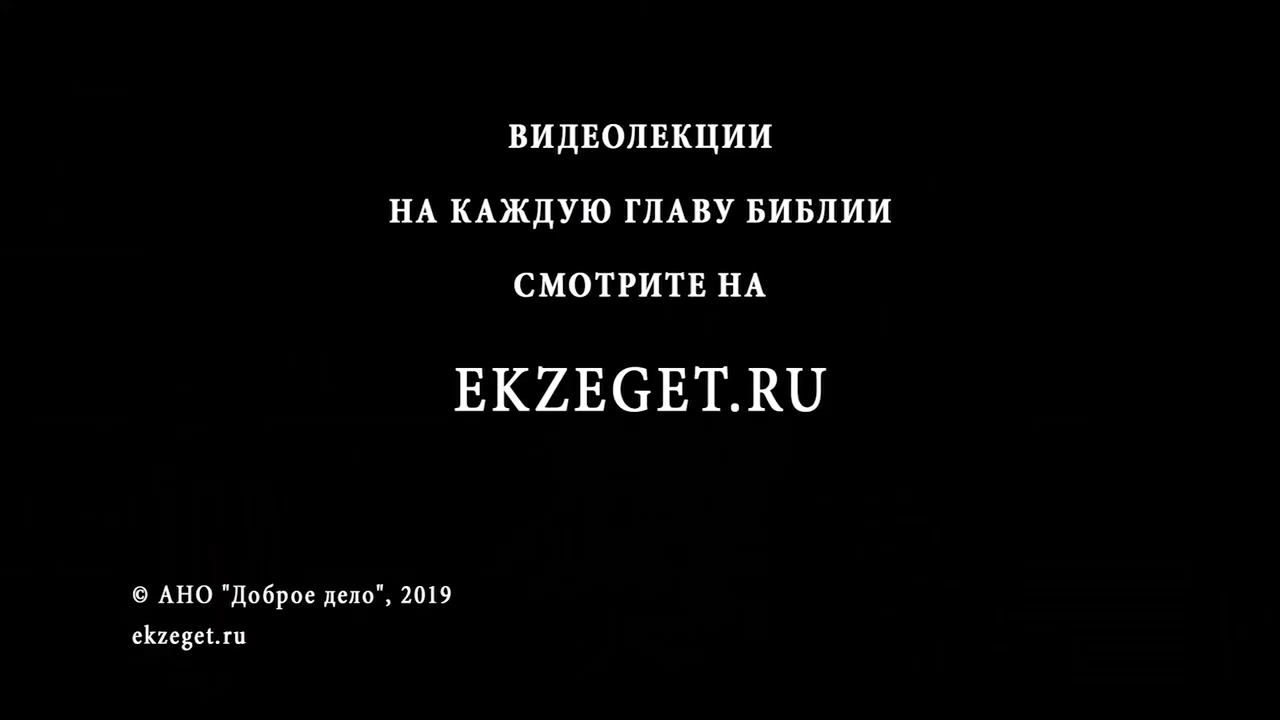 ВИДЕОЛЕКЦИИ
НА КАЖДУЮ ГЛАВУ БИБЛИИ
СМОТРИТЕ НА
EKZEGET.RU
© АНО "Доброе дело", 2019
ekzeget.ru